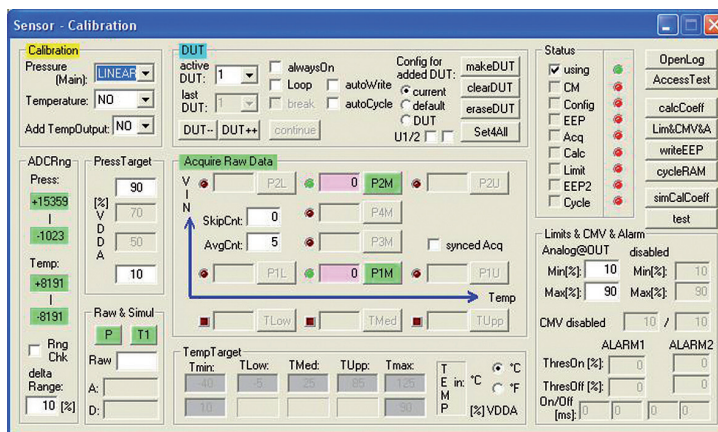 Sensor - Calibration
Calibration
Pressure (Main): LINEAR
Temperature: NO
Add TempOutput: NO
DUT
active DUT: 1
last DUT: 1
DUT-- DUT++ continue
alwaysOn
Loop autoWrite
break autoCycle
Config for added DUT:
current
default
DUT
U1/2
makeDUT
clearDUT
eraseDUT
Set4All
Status
using
CM
Config
EEP
Acq
Calc
Limit
EEP2
Cycle
OpenLog
AccessTest
calcCoeff
Lim&CMV&A
writeEEP
cycleRAM
simCalCoeff
test
ADCRng
Press:
+15359
|
-1023
Temp:
+8191
|
-8191
Rng Chk
delta Range:
10 [%]
PressTarget
[%] VDDA
90
70
50
10
Raw & Simul
P T1
Raw
A:
D:
Acquire Raw Data
VIN
P2L 0 P2M P2U
SkipCnt: 0 P4M
AvgCnt: 5 P3M synced Acq
P1L 0 P1M P1U
Temp
TLow TMed TUpp
TempTarget
Tmin: TLow: TMed: TUpp: Tmax:
-40 -5 25 85 125
10 90
TEMP in: °C
°C
°F
[%]VDDA
Limits & CMV & Alarm
Analog@OUT disabled
Min[%]: 10 Min[%]: 10
Max[%]: 90 Max[%]: 90
CMV disabled 10 / 10
ALARM1 ALARM2
ThresOn [%]: 0 0
ThresOff [%]: 0 0
On/Off [ms]: 0 0 0 0